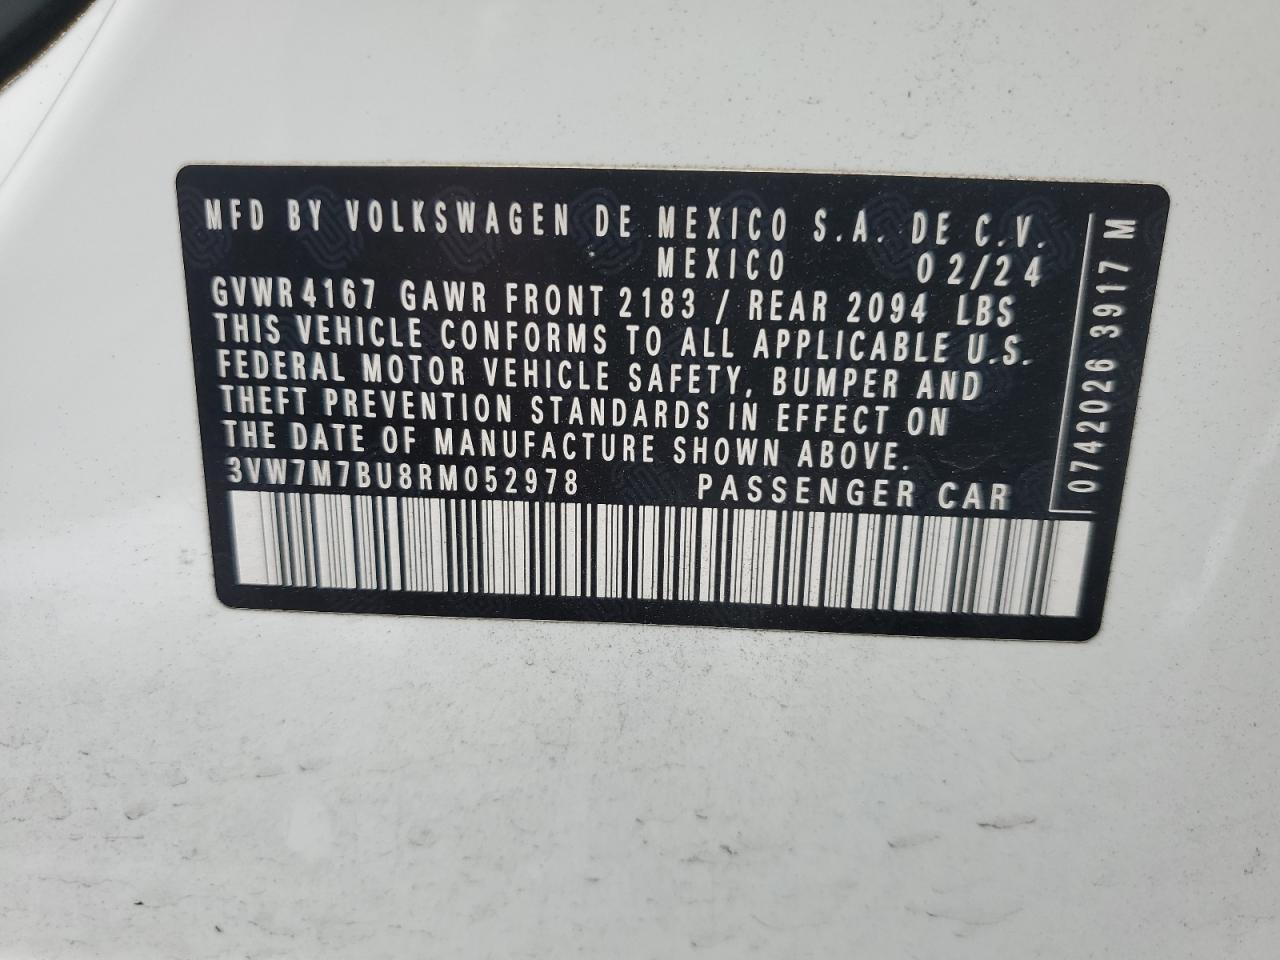 MFD BY VOLKSWAGEN DE MEXICO S.A. DE C.V.
MEXICO 02/24
GVWR 4167 GAWR FRONT 2183 / REAR 2094 LBS
THIS VEHICLE CONFORMS TO ALL APPLICABLE U.S.
FEDERAL MOTOR VEHICLE SAFETY, BUMPER AND
THEFT PREVENTION STANDARDS IN EFFECT ON
THE DATE OF MANUFACTURE SHOWN ABOVE.
3VW7M7BU8RM052978 PASSENGER CAR
0742026 3917 M